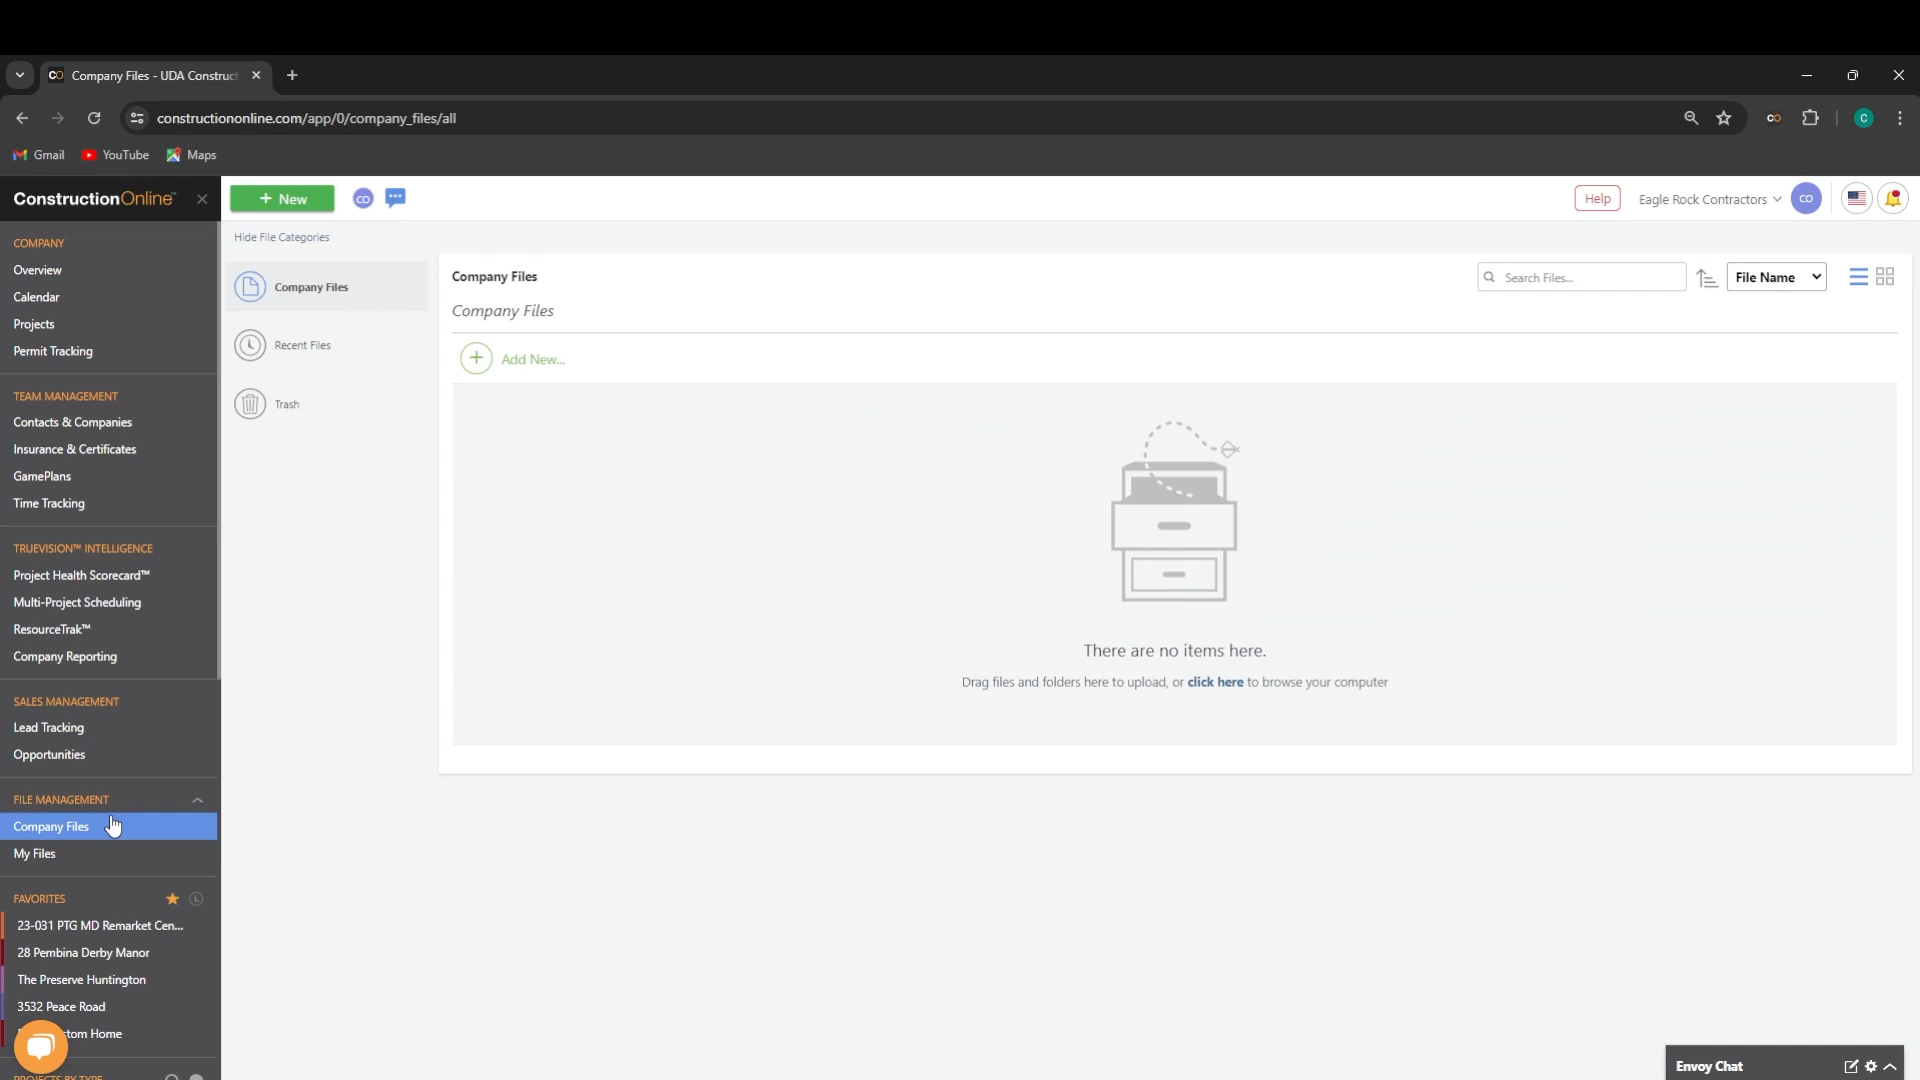 Company Files - UDA Construct
constructiononline.com/app/0/company_files/all
Gmail
YouTube
Maps
ConstructionOnline™
COMPANY
Overview
Calendar
Projects
Permit Tracking
TEAM MANAGEMENT
Contacts & Companies
Insurance & Certificates
GamePlans
Time Tracking
TRUEVISION™ INTELLIGENCE
Project Health Scorecard™
Multi-Project Scheduling
ResourceTrak™
Company Reporting
SALES MANAGEMENT
Lead Tracking
Opportunities
FILE MANAGEMENT
Company Files
My Files
FAVORITES
23-031 PTG MD Remarket Cen...
28 Pembina Derby Manor
The Preserve Huntington
3532 Peace Road
tom Home
+ New
CO
Help
Eagle Rock Contractors
CO
Hide File Categories
Company Files
Recent Files
Trash
Company Files
Search Files...
File Name
Company Files
Add New...
There are no items here.
Drag files and folders here to upload, or click here to browse your computer
Envoy Chat